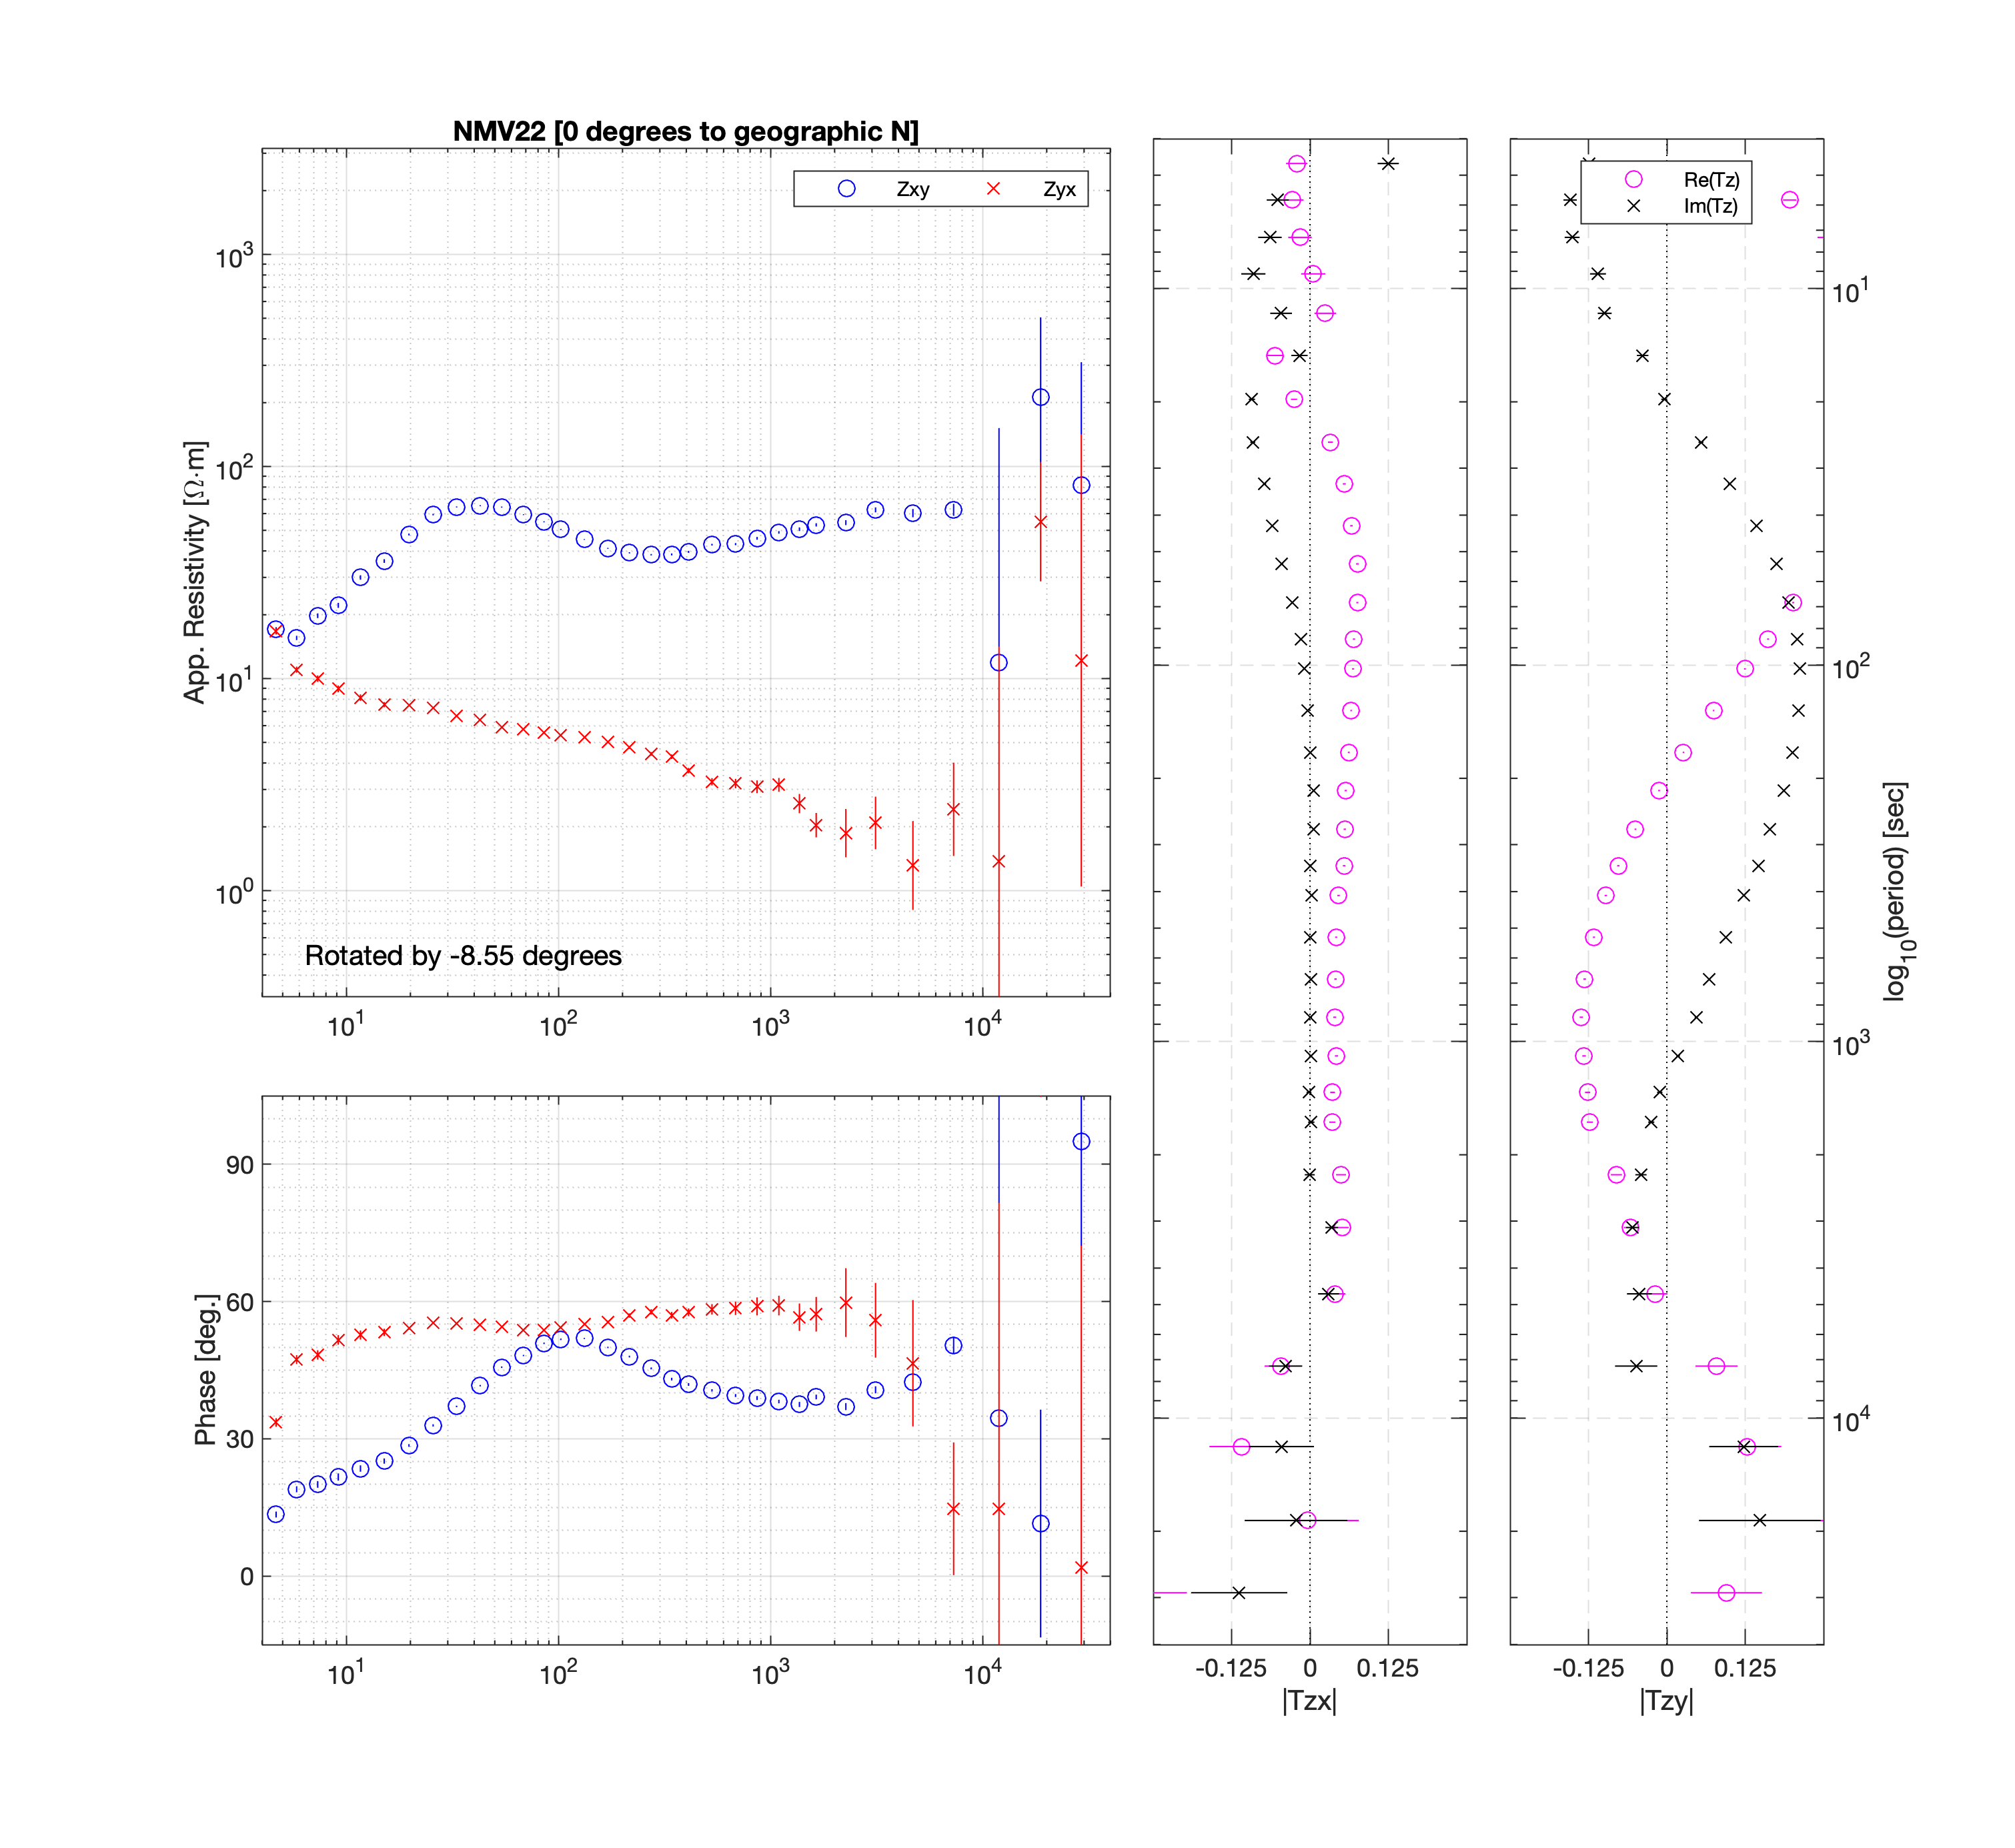 NMV22 [0 degrees to geographic N]
Zxy Zyx
App. Resistivity [Ω·m]
10³
10²
10¹
10⁰
Rotated by -8.55 degrees
10¹ 10² 10³ 10⁴
Phase [deg.]
90
60
30
0
10¹ 10² 10³ 10⁴
-0.125 0 0.125
|Tzx|
Re(Tz)
Im(Tz)
-0.125 0 0.125
|Tzy|
10¹
10²
10³
10⁴
log₁₀(period) [sec]